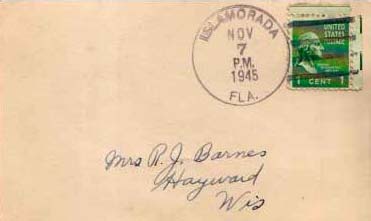 ISLAMORADA
NOV
7
P.M.
1945
FLA.
UNITED
STATES
POSTAGE
1 CENT 1
Mrs R. J. Barnes
Hayward
Wis